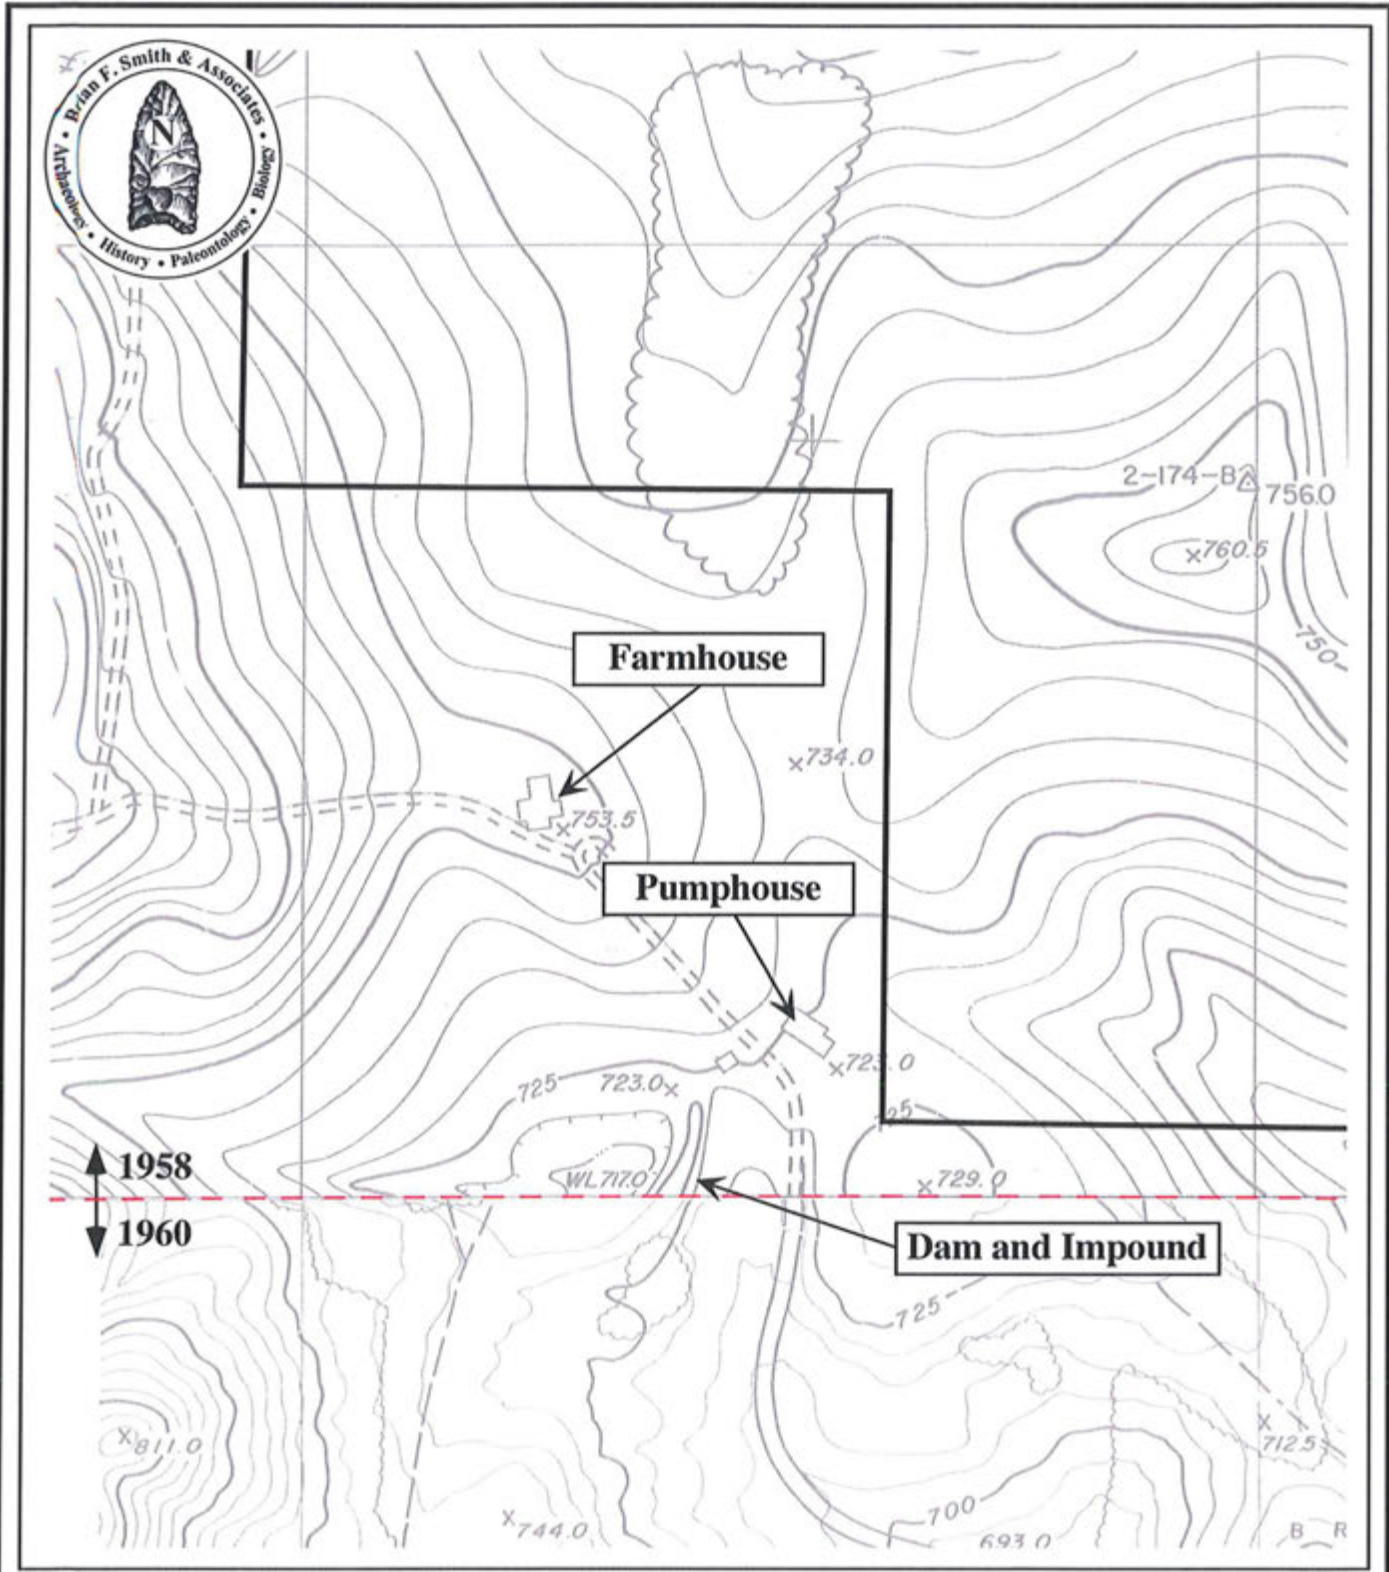 Brian F. Smith & Associates
Archaeology • History • Paleontology • Biology
N
2-174-B
756.0
760.5
750
Farmhouse
734.0
753.5
Pumphouse
723.0
725
723.0
25
1958
WL717.0
729.0
1960
Dam and Impound
725
811.0
712.5
700
744.0
693.0
B R